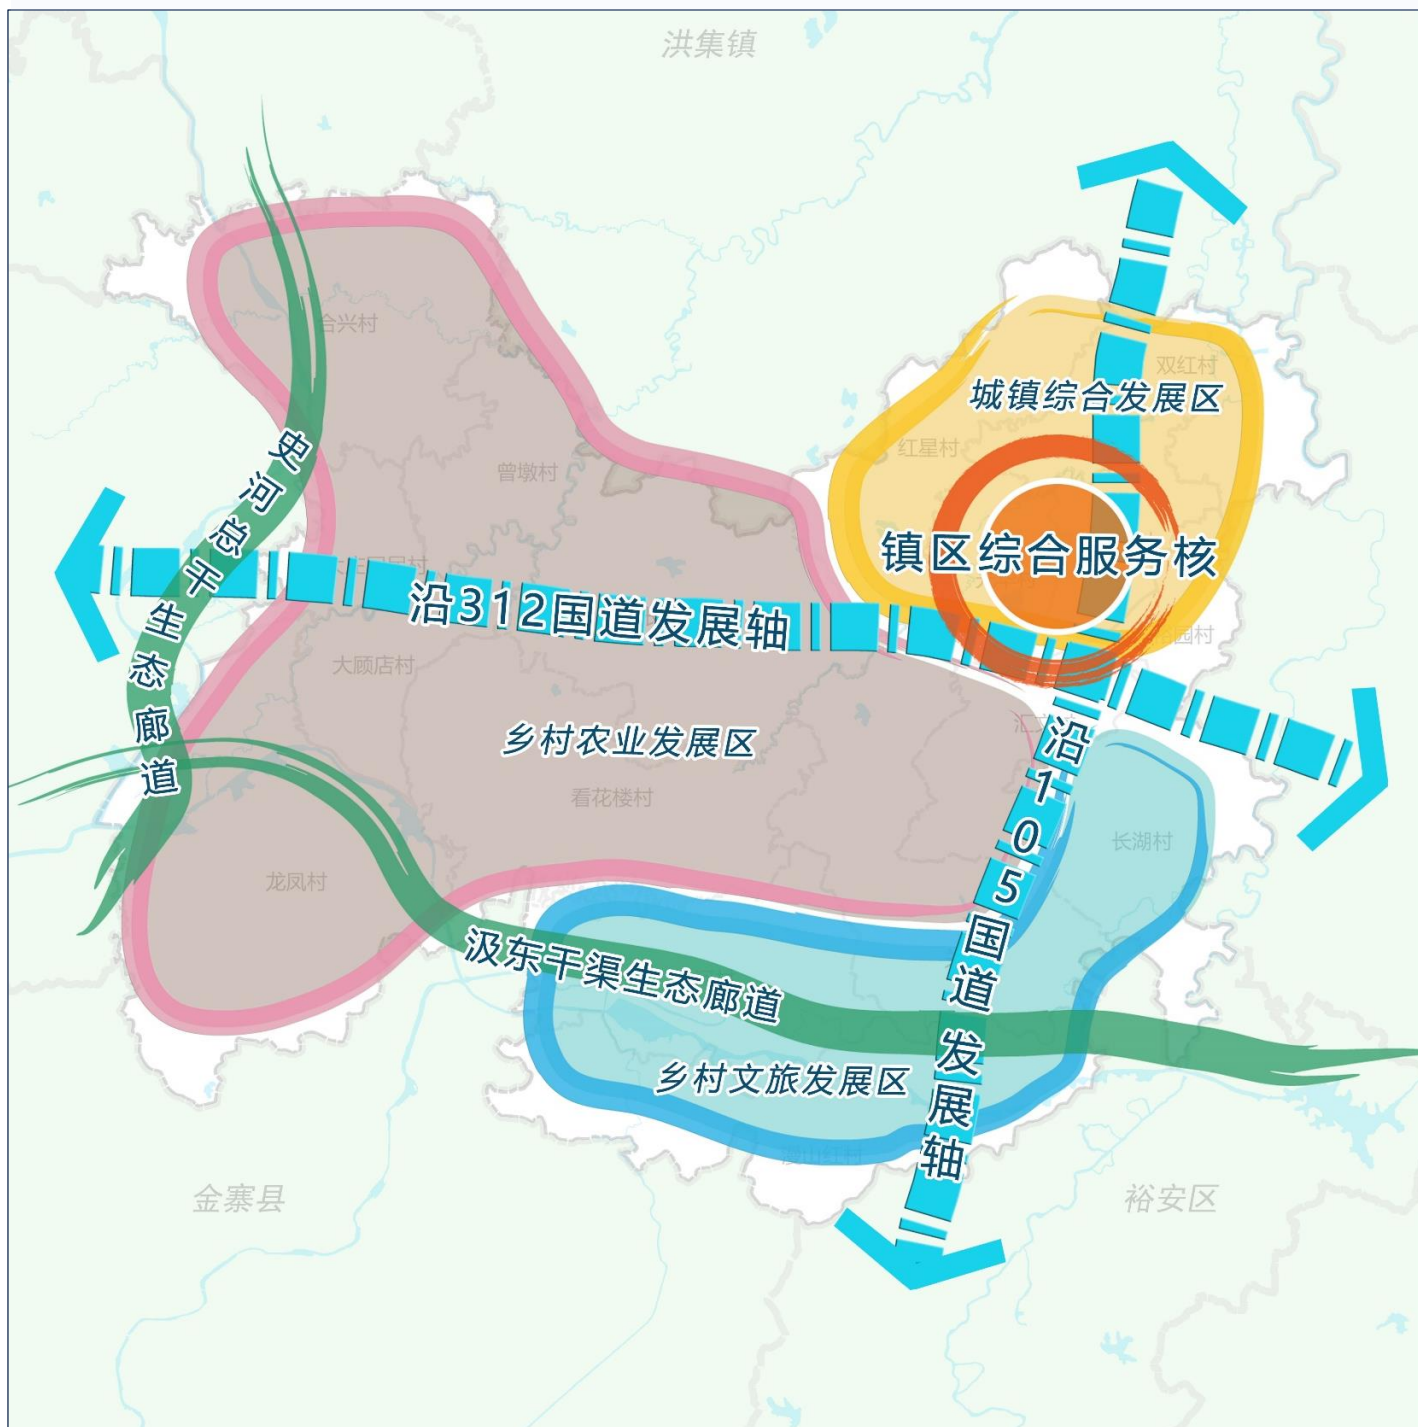 洪集镇
合兴村
双红村
城镇综合发展区
红星村
曾墩村
史河总干生态廊道
镇区综合服务核
沿312国道发展轴
大顾店村
沿105国道发展轴
乡村农业发展区
看花楼村
长湖村
龙凤村
汲东干渠生态廊道
乡村文旅发展区
金寨县
裕安区